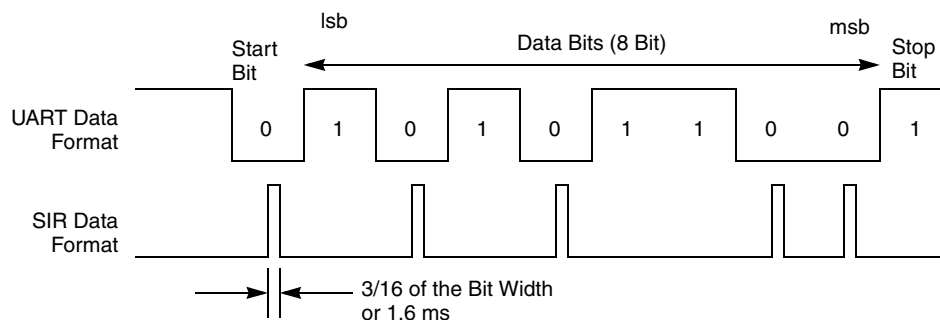 lsb
msb
Start
Bit
Data Bits (8 Bit)
Stop
Bit
UART Data
Format
0 1 0 1 0 1 1 0 0 1
SIR Data
Format
3/16 of the Bit Width
or 1.6 ms